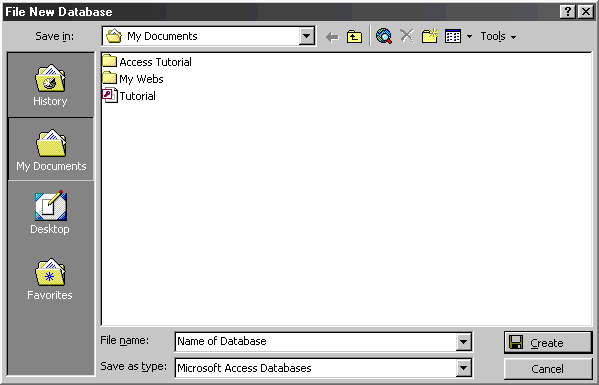 File New Database
Save in: My Documents Tools
Access Tutorial
My Webs
Tutorial
History
My Documents
Desktop
Favorites
File name: Name of Database Create
Save as type: Microsoft Access Databases Cancel